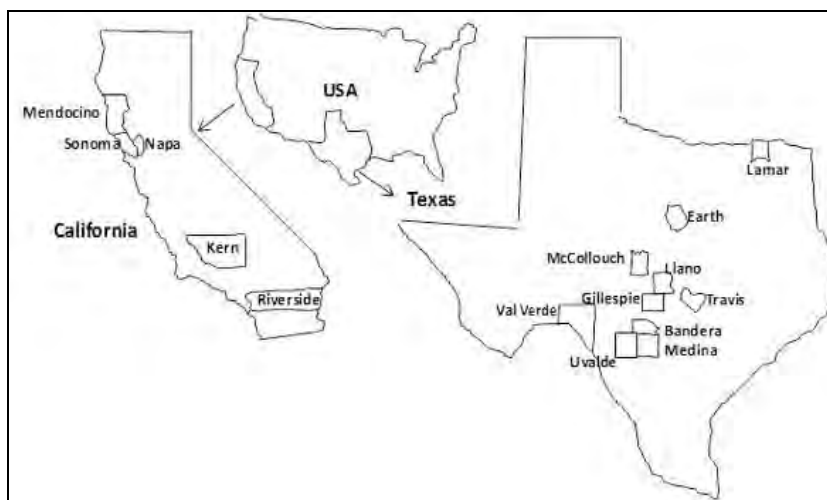 USA
Mendocino
Sonoma
Napa
California
Kern
Riverside
Texas
Lamar
Earth
McCollouch
Llano
Gillespie
Travis
Val Verde
Bandera
Uvalde
Medina